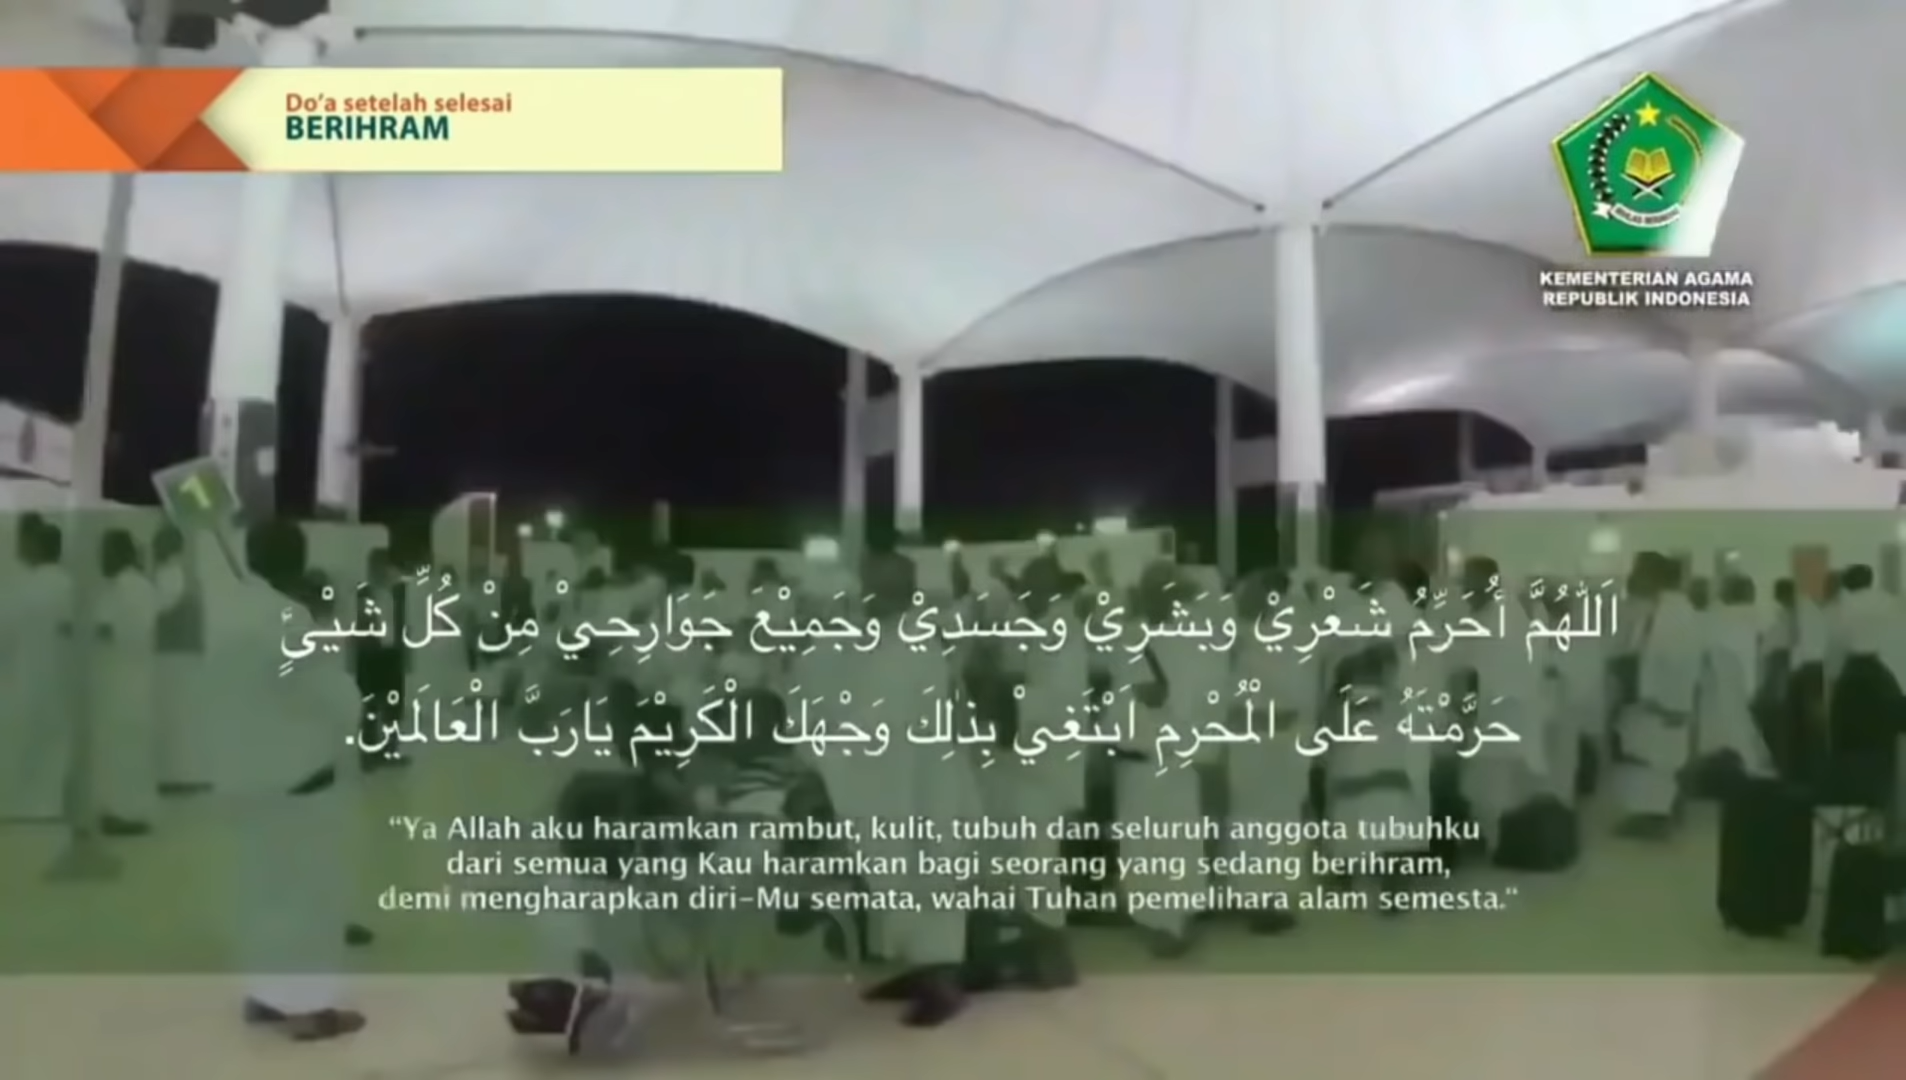 Do'a setelah selesai
BERIHRAM
KEMENTERIAN AGAMA
REPUBLIK INDONESIA
1
اَللّٰهُمَّ أُحَرِّمُ شَعْرِيْ وَبَشَرِيْ وَجَسَدِيْ وَجَمِيْعَ جَوَارِحِيْ مِنْ كُلِّ شَيْئٍ
حَرَّمْتَهُ عَلَى الْمُحْرِمِ اَبْتَغِيْ بِذٰلِكَ وَجْهَكَ الْكَرِيْمَ يَارَبَّ الْعَالَمِيْنَ.
“Ya Allah aku haramkan rambut, kulit, tubuh dan seluruh anggota tubuhku
dari semua yang Kau haramkan bagi seorang yang sedang berihram,
demi mengharapkan diri-Mu semata, wahai Tuhan pemelihara alam semesta.“